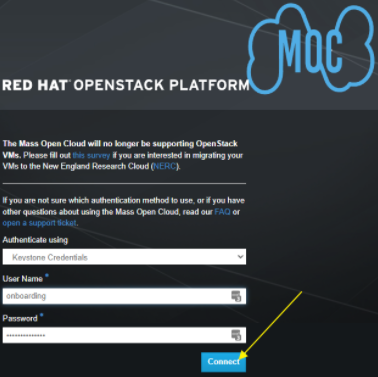 MOC
RED HAT® OPENSTACK PLATFORM
The Mass Open Cloud will no longer be supporting OpenStack
VMs. Please fill out this survey if you are interested in migrating your
VMs to the New England Research Cloud (NERC).
If you are not sure which authentication method to use, or if you have
other questions about using the Mass Open Cloud, read our FAQ or
open a support ticket.
Authenticate using
Keystone Credentials
User Name *
onboarding
Password *
••••••••••••••
Connect